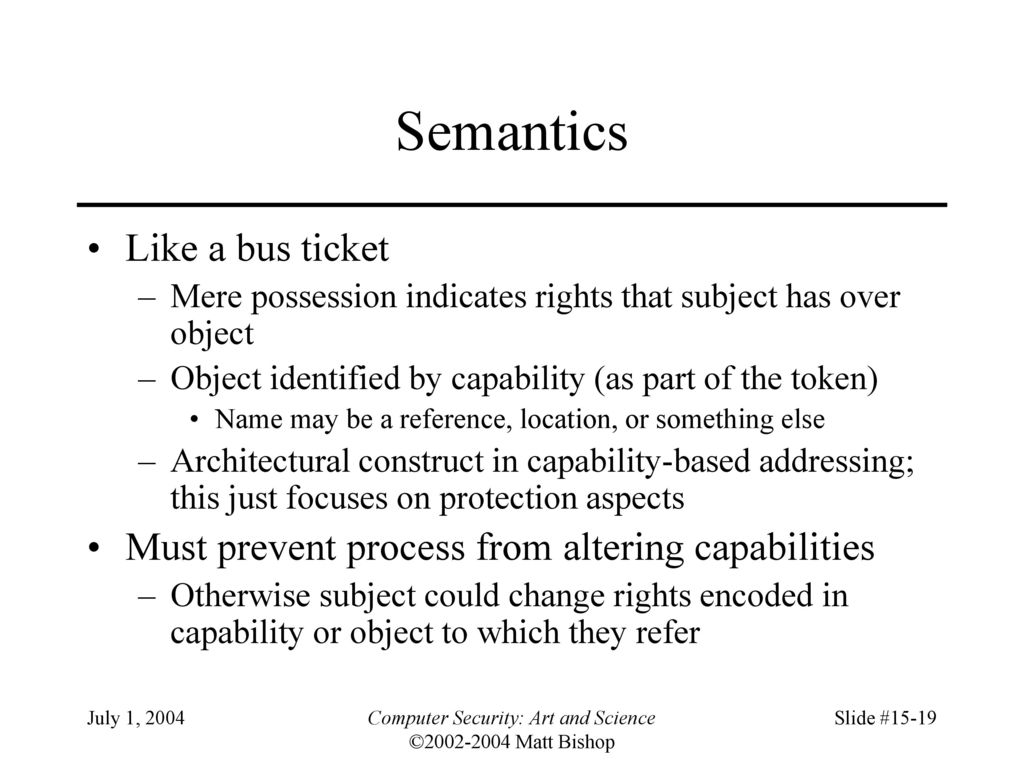 Semantics
• Like a bus ticket
– Mere possession indicates rights that subject has over
object
– Object identified by capability (as part of the token)
• Name may be a reference, location, or something else
– Architectural construct in capability-based addressing;
this just focuses on protection aspects
• Must prevent process from altering capabilities
– Otherwise subject could change rights encoded in
capability or object to which they refer
July 1, 2004
Computer Security: Art and Science
©2002-2004 Matt Bishop
Slide #15-19